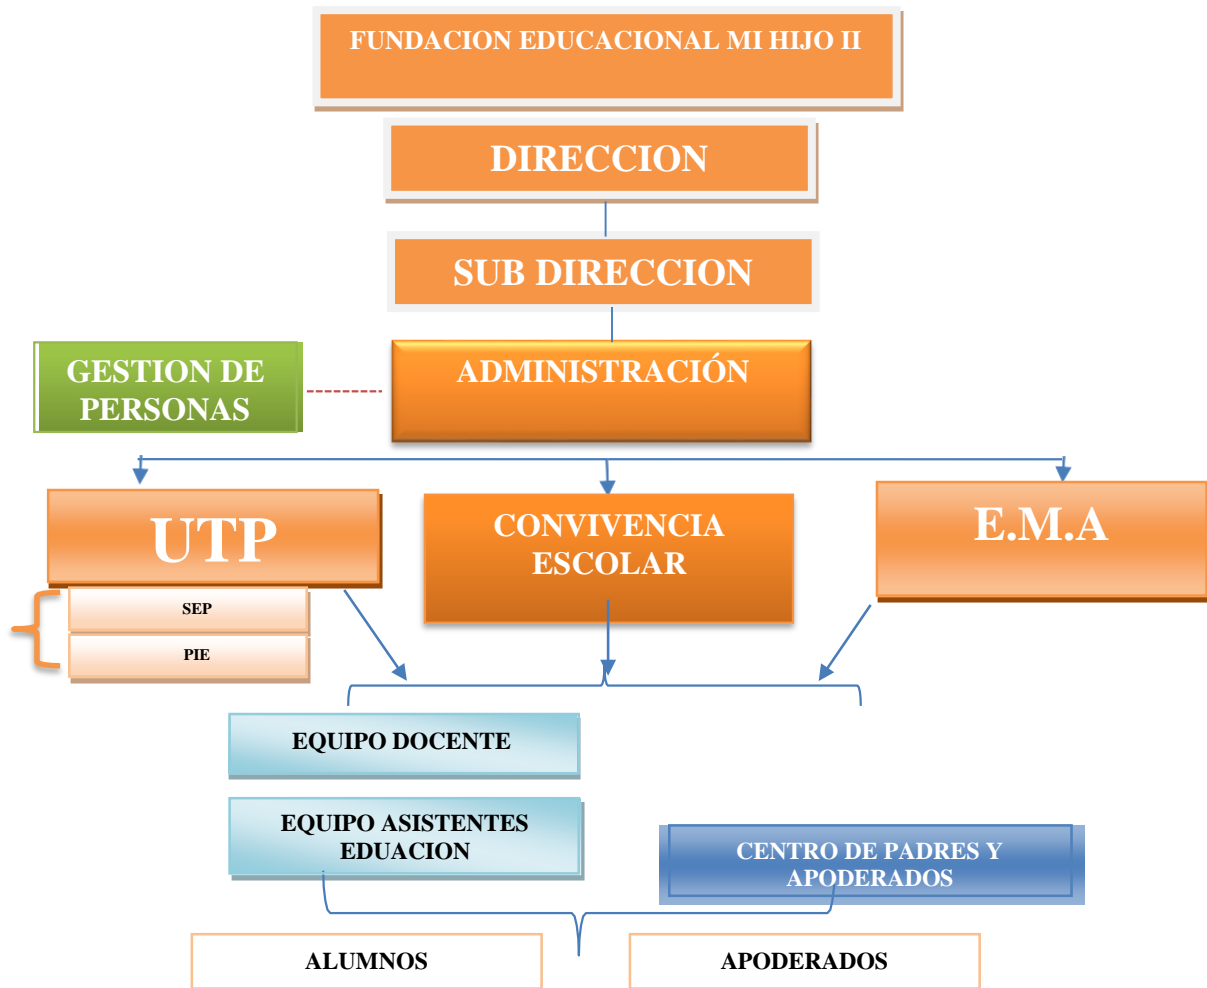 FUNDACION EDUCACIONAL MI HIJO II
DIRECCION
SUB DIRECCION
GESTION DE
PERSONAS
ADMINISTRACIÓN
UTP
CONVIVENCIA
ESCOLAR
E.M.A
SEP
PIE
EQUIPO DOCENTE
EQUIPO ASISTENTES
EDUACION
CENTRO DE PADRES Y
APODERADOS
ALUMNOS
APODERADOS